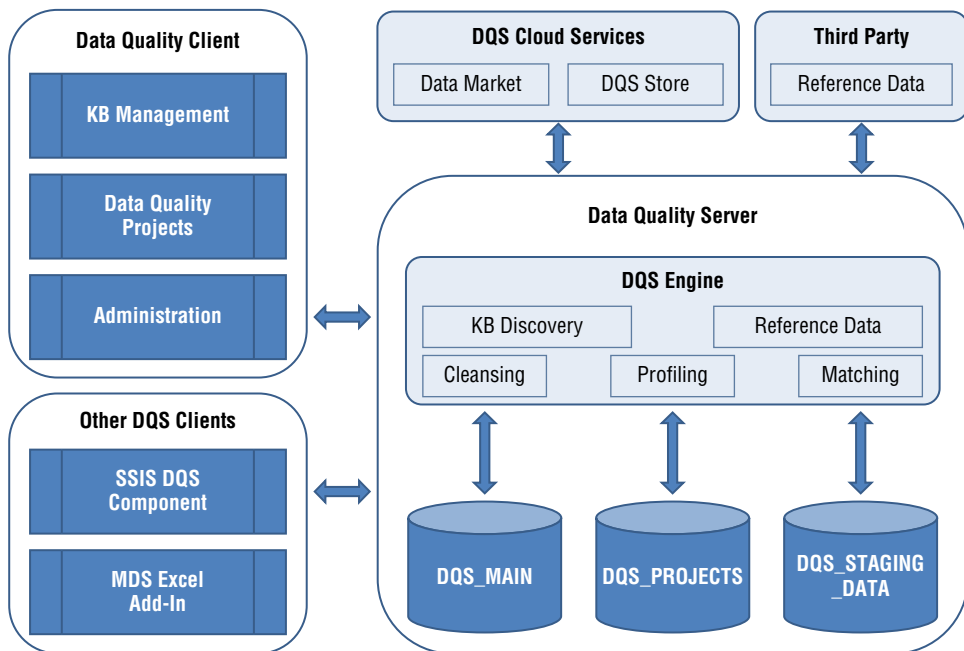 Data Quality Client
KB Management
Data Quality
Projects
Administration
Other DQS Clients
SSIS DQS
Component
MDS Excel
Add-In
DQS Cloud Services
Data Market
DQS Store
Third Party
Reference Data
Data Quality Server
DQS Engine
KB Discovery
Reference Data
Cleansing
Profiling
Matching
DQS_MAIN
DQS_PROJECTS
DQS_STAGING
_DATA